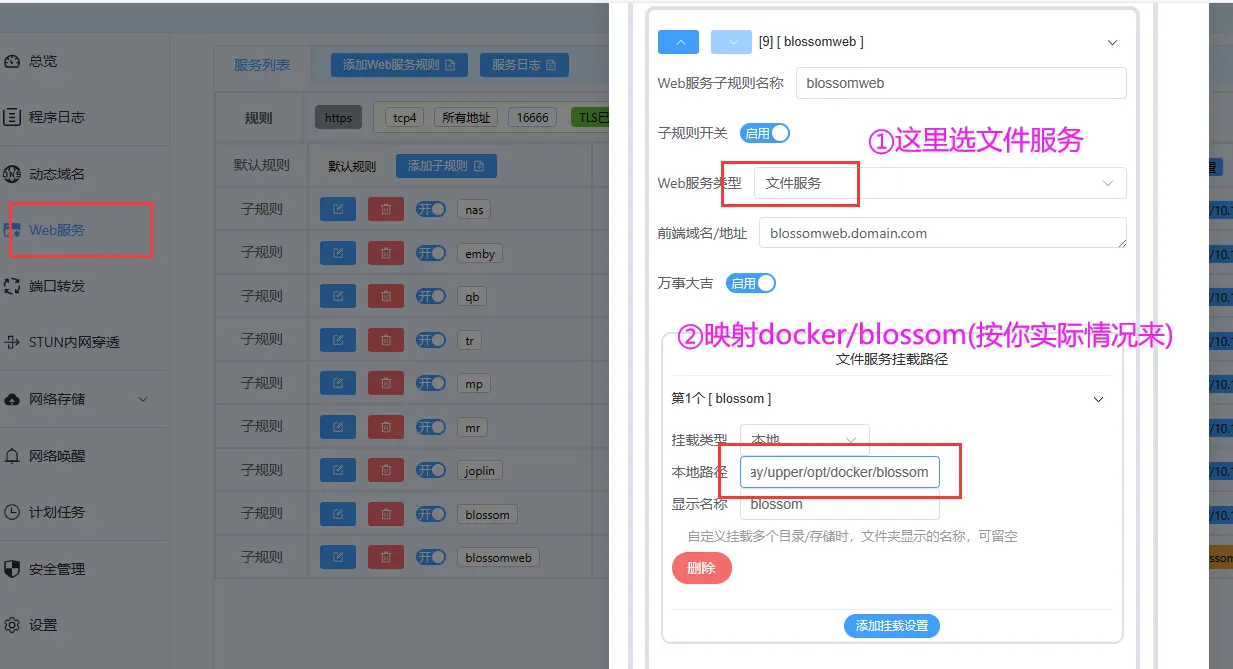 总览
程序日志
动态域名
Web服务
端口转发
STUN内网穿透
网络存储
网络唤醒
计划任务
安全管理
设置
服务列表
添加Web服务规则
服务日志
规则
https
tcp4
所有地址
16666
TLS已
默认规则
默认规则
添加子规则
子规则
开
nas
子规则
开
emby
子规则
开
qb
子规则
开
tr
子规则
开
mp
子规则
开
mr
子规则
开
joplin
子规则
开
blossom
子规则
开
blossomweb
[9] [ blossomweb ]
Web服务子规则名称
blossomweb
子规则开关
启用
①这里选文件服务
Web服务类型
文件服务
前端域名/地址
blossomweb.domain.com
万事大吉
启用
②映射docker/blossom(按你实际情况来)
文件服务挂载路径
第1个 [ blossom ]
挂载类型
本地
本地路径
ay/upper/opt/docker/blossom
显示名称
blossom
自定义挂载多个目录/存储时，文件夹显示的名称，可留空
删除
添加挂载设置